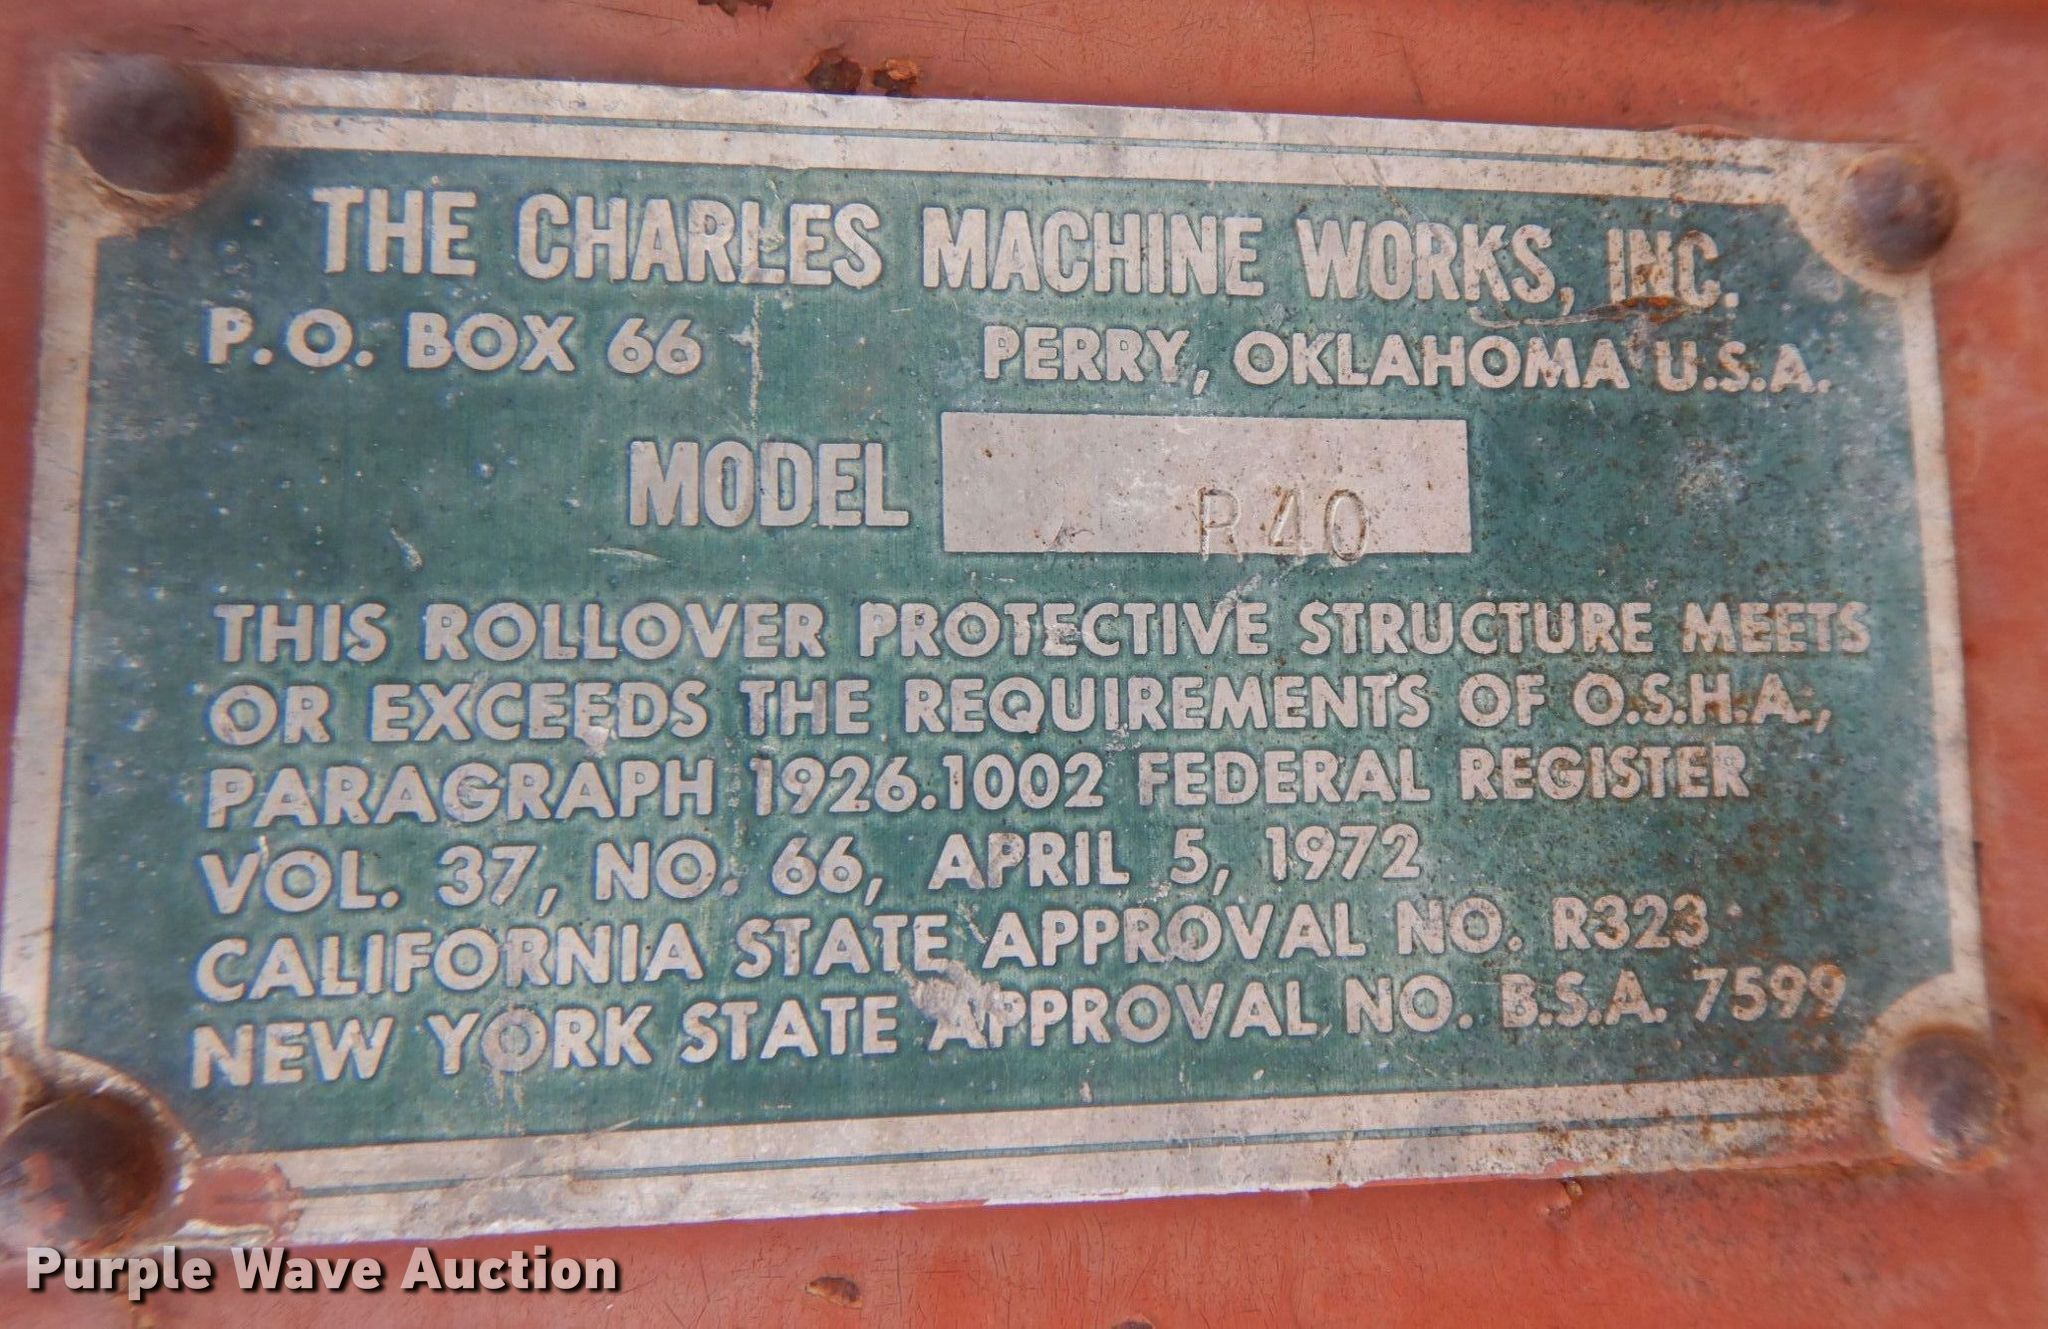 THE CHARLES MACHINE WORKS, INC.
P.O. BOX 66 PERRY, OKLAHOMA U.S.A.
MODEL R40
THIS ROLLOVER PROTECTIVE STRUCTURE MEETS
OR EXCEEDS THE REQUIREMENTS OF O.S.H.A.,
PARAGRAPH 1926.1002 FEDERAL REGISTER
VOL. 37, NO. 66, APRIL 5, 1972
CALIFORNIA STATE APPROVAL NO. R323
NEW YORK STATE APPROVAL NO. B.S.A. 7599
Purple Wave Auction